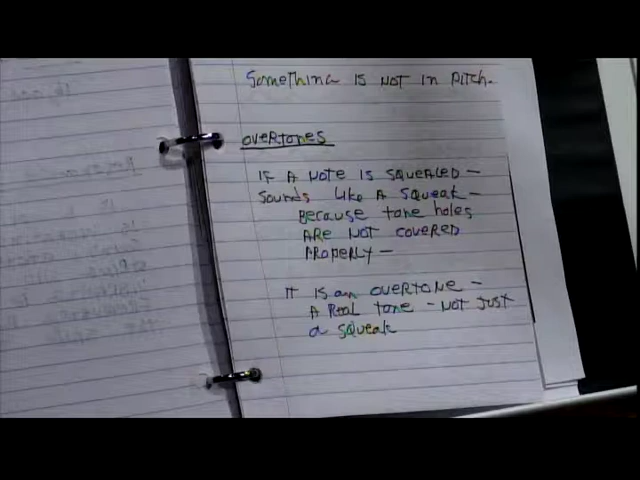 Something is not in pitch.
overtones
If a note is squealed —
sounds like a squeak —
Because tone holes
are not covered
properly —
It is an overtone —
A Real tone - not just
a squeak